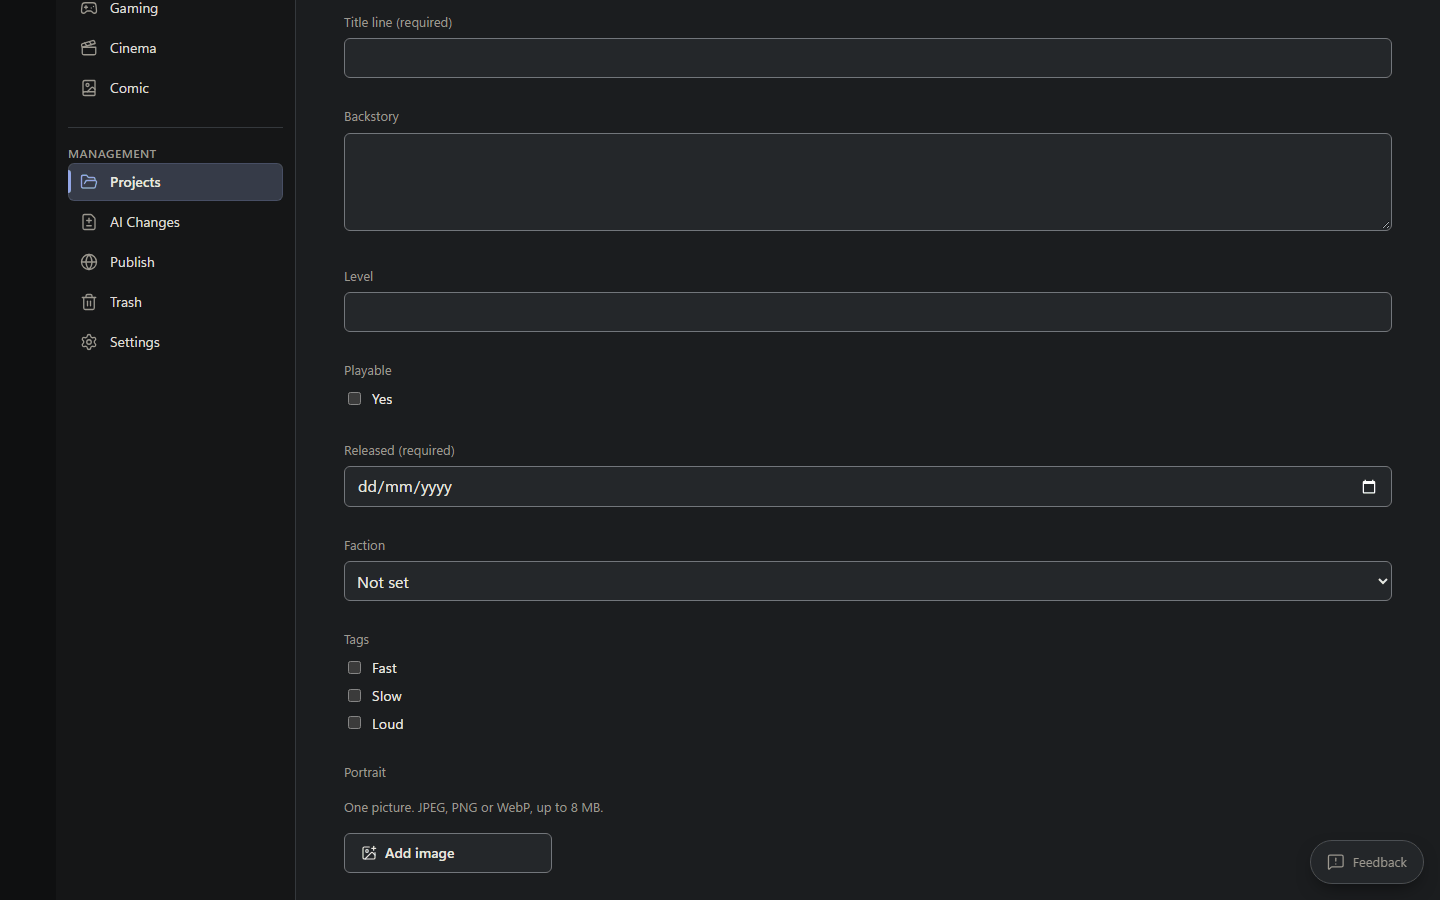 Gaming
Cinema
Comic
MANAGEMENT
Projects
AI Changes
Publish
Trash
Settings
Title line (required)
Backstory
Level
Playable
Yes
Released (required)
dd/mm/yyyy
Faction
Not set
Tags
Fast
Slow
Loud
Portrait
One picture. JPEG, PNG or WebP, up to 8 MB.
Add image
Feedback